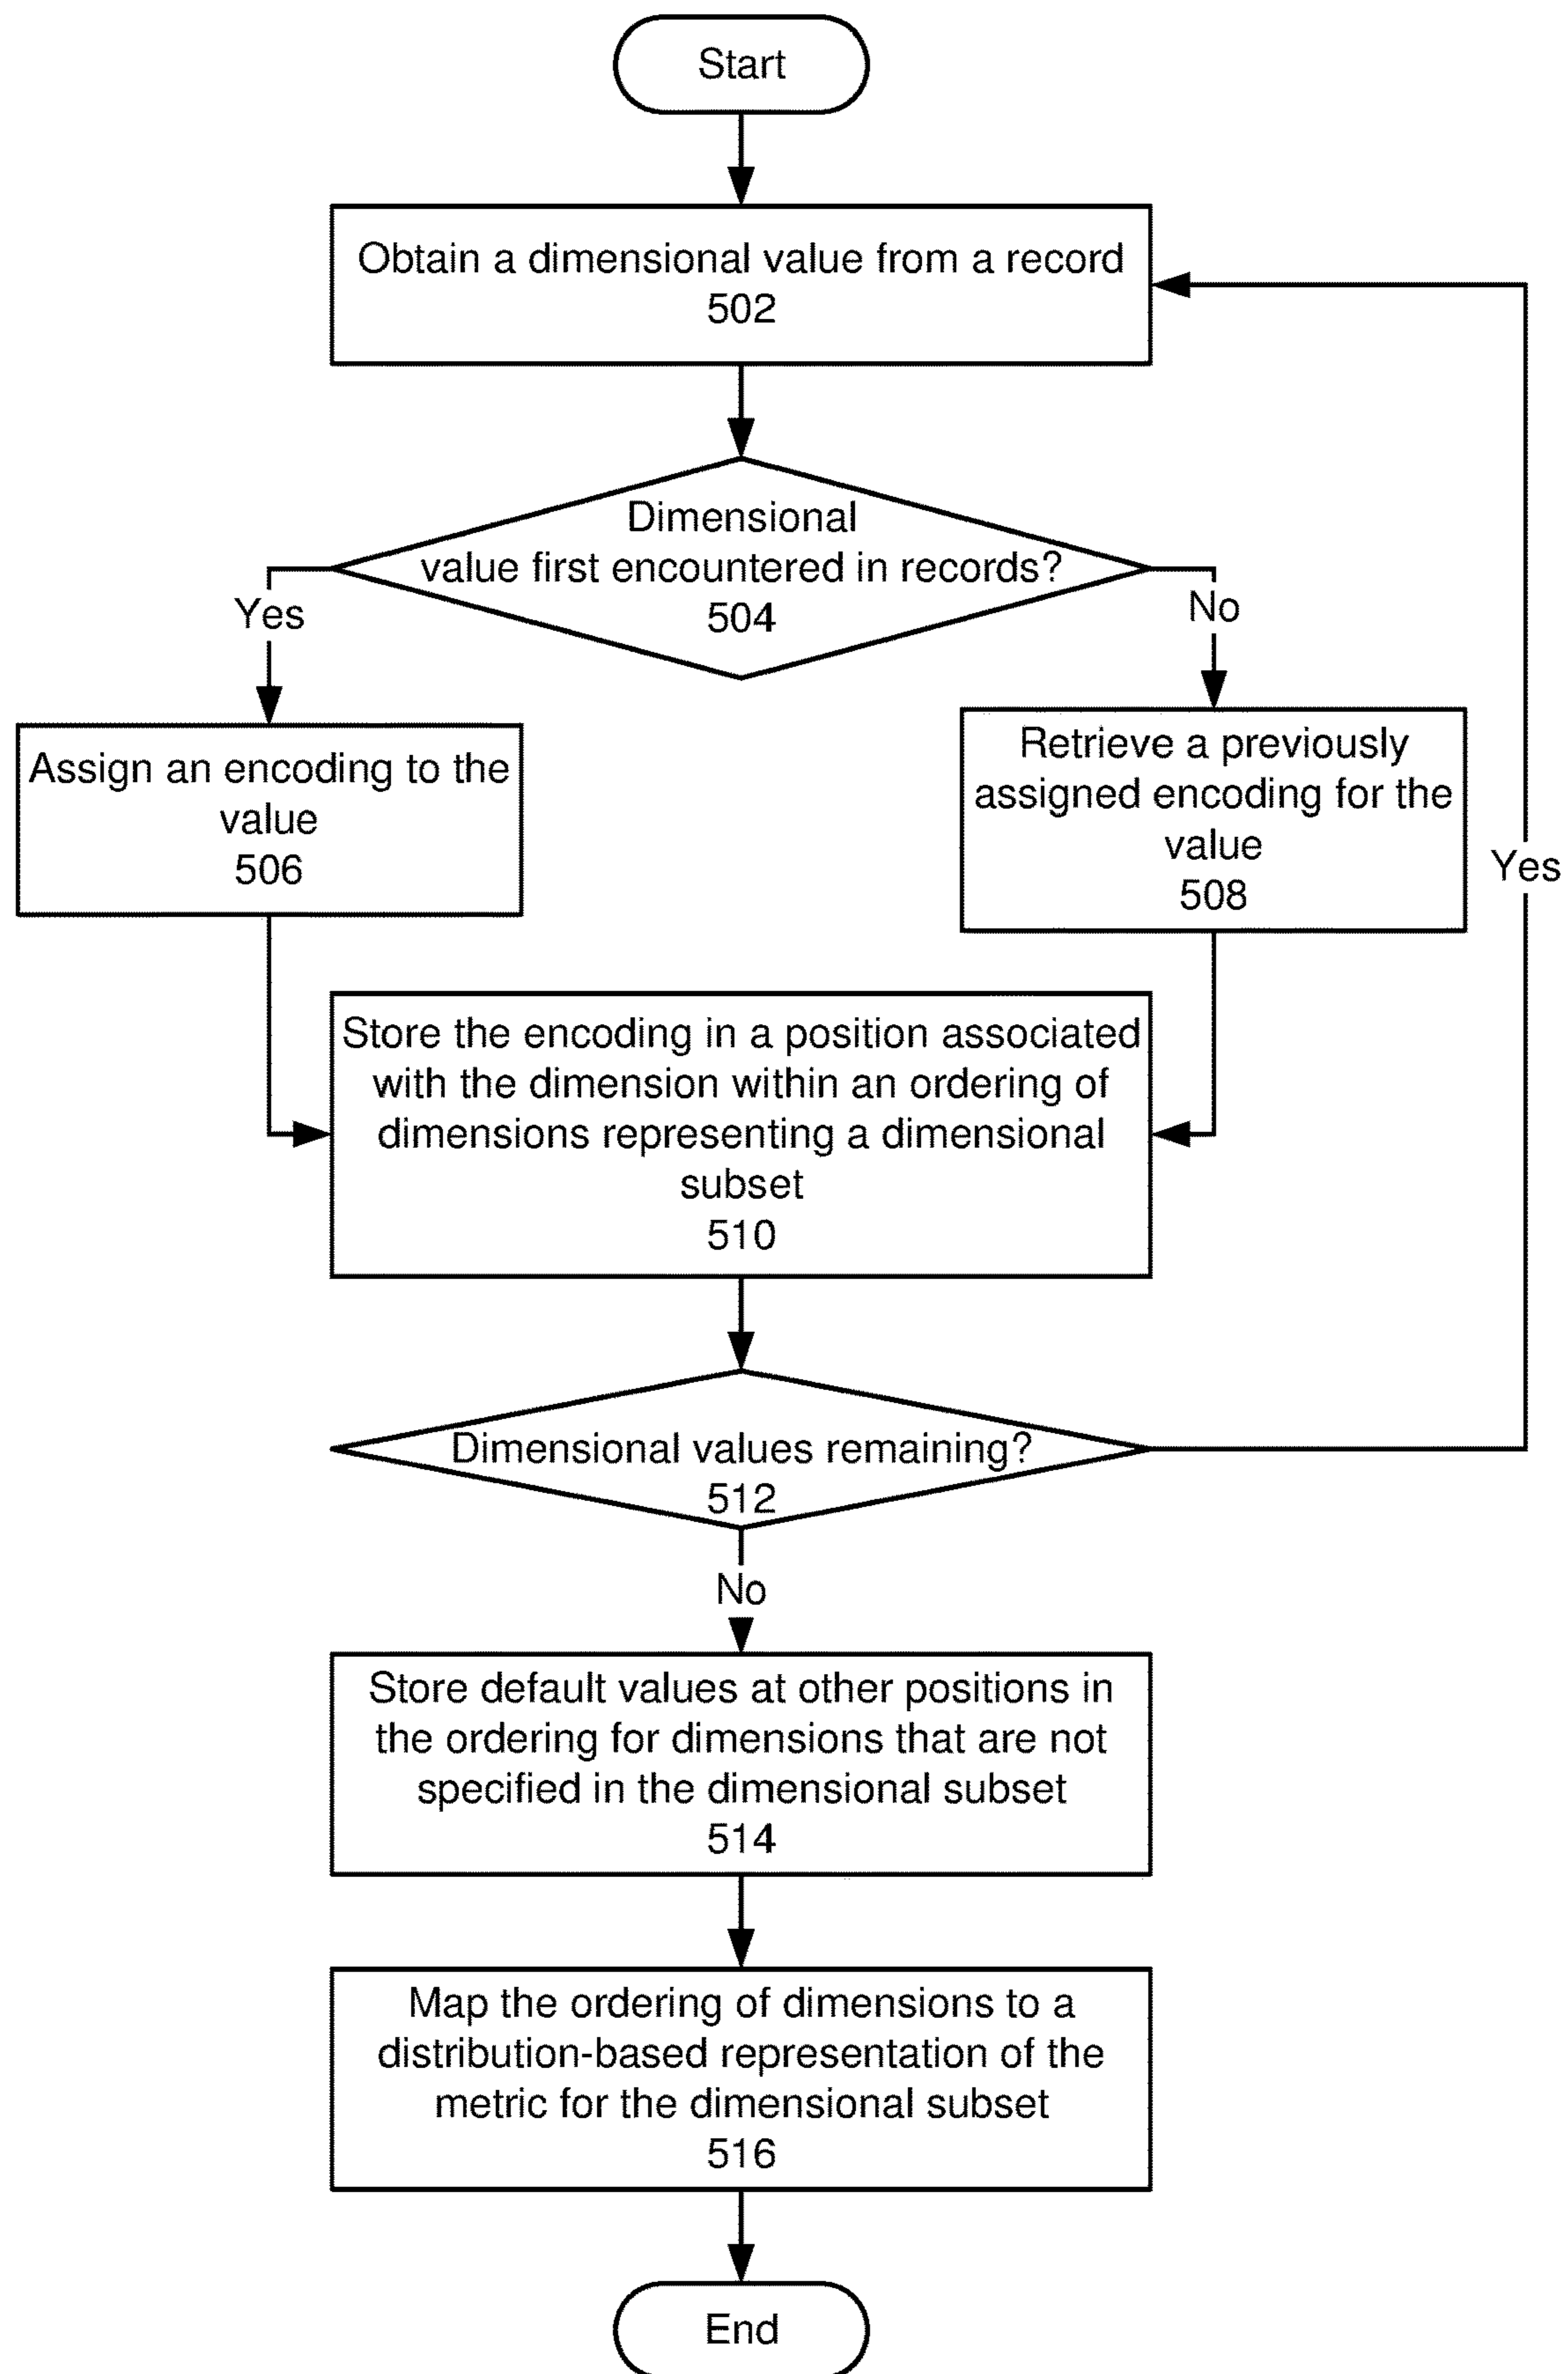 Start
Obtain a dimensional value from a record
502
Dimensional
value first encountered in records?
504
Yes
No
Assign an encoding to the
value
506
Retrieve a previously
assigned encoding for the
value
508
Yes
Store the encoding in a position associated
with the dimension within an ordering of
dimensions representing a dimensional
subset
510
Dimensional values remaining?
512
No
Store default values at other positions in
the ordering for dimensions that are not
specified in the dimensional subset
514
Map the ordering of dimensions to a
distribution-based representation of the
metric for the dimensional subset
516
End